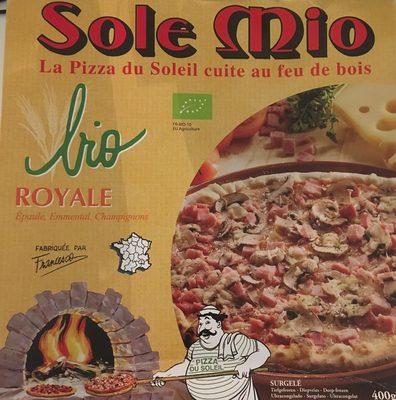 Sole Mio
La Pizza du Soleil cuite au feu de bois
bio
FR-BIO-10
EU Agriculture
ROYALE
Épaule, Emmental, Champignons
FABRIQUÉE PAR
Francesco
PIZZA
DU SOLEIL
SURGELÉ
Tiefgefroren - Diepvries - Deep-frozen
Ultracongelado - Surgelato - Ultracongelat
400g